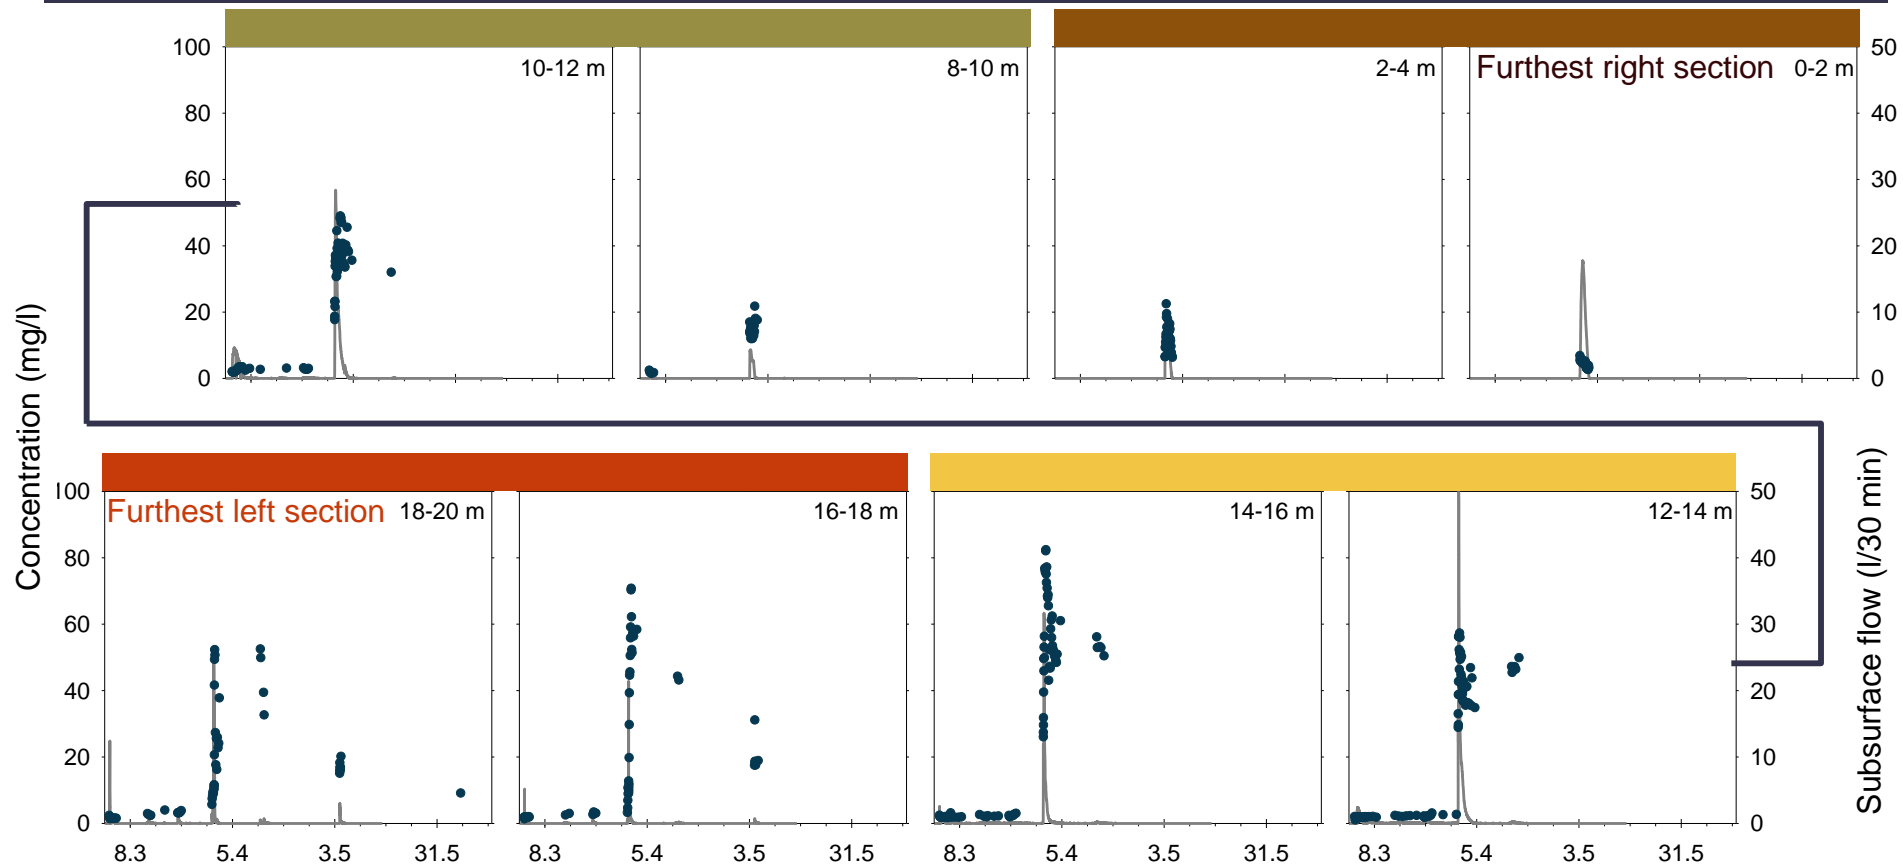 10-12 m
8-10 m
2-4 m
Furthest right section 0-2 m
100
80
60
40
20
0
50
40
30
20
10
0
Concentration (mg/l)
Subsurface flow (l/30 min)
Furthest left section 18-20 m
16-18 m
14-16 m
12-14 m
100
80
60
40
20
0
50
40
30
20
10
0
8.3 5.4 3.5 31.5
8.3 5.4 3.5 31.5
8.3 5.4 3.5 31.5
8.3 5.4 3.5 31.5